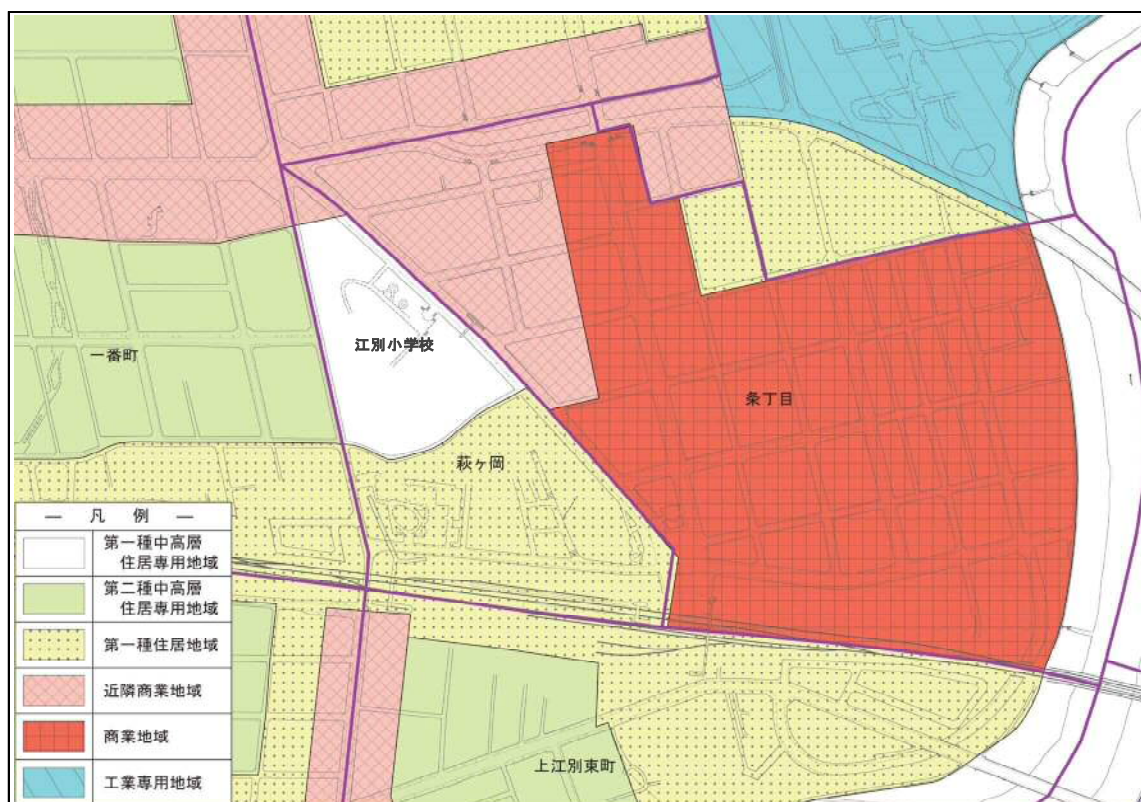 江別小学校
一番町
条丁目
萩ヶ岡
― 凡 例 ―
第一種中高層
住居専用地域
第二種中高層
住居専用地域
第一種住居地域
近隣商業地域
商業地域
工業専用地域
上江別東町